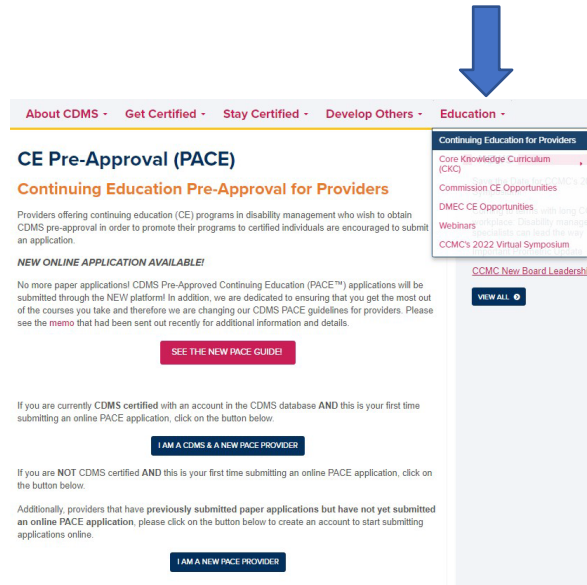 About CDMS - Get Certified - Stay Certified - Develop Others - Education -
Continuing Education for Providers
Core Knowledge Curriculum
(CKC)
Commission CE Opportunities
DMEC CE Opportunities
Webinars
CCMC's 2022 Virtual Symposium
CCMC New Board Leadershi
VIEW ALL
CE Pre-Approval (PACE)
Continuing Education Pre-Approval for Providers
Providers offering continuing education (CE) programs in disability management who wish to obtain
CDMS pre-approval in order to promote their programs to certified individuals are encouraged to submit
an application.
NEW ONLINE APPLICATION AVAILABLE!
No more paper applications! CDMS Pre-Approved Continuing Education (PACE™) applications will be
submitted through the NEW platform! In addition, we are dedicated to ensuring that you get the most out
of the courses you take and therefore we are changing our CDMS PACE guidelines for providers. Please
see the memo that had been sent out recently for additional information and details.
SEE THE NEW PACE GUIDE!
If you are currently CDMS certified with an account in the CDMS database AND this is your first time
submitting an online PACE application, click on the button below.
I AM A CDMS & A NEW PACE PROVIDER
If you are NOT CDMS certified AND this is your first time submitting an online PACE application, click on
the button below.
Additionally, providers that have previously submitted paper applications but have not yet submitted
an online PACE application, please click on the button below to create an account to start submitting
applications online.
I AM A NEW PACE PROVIDER